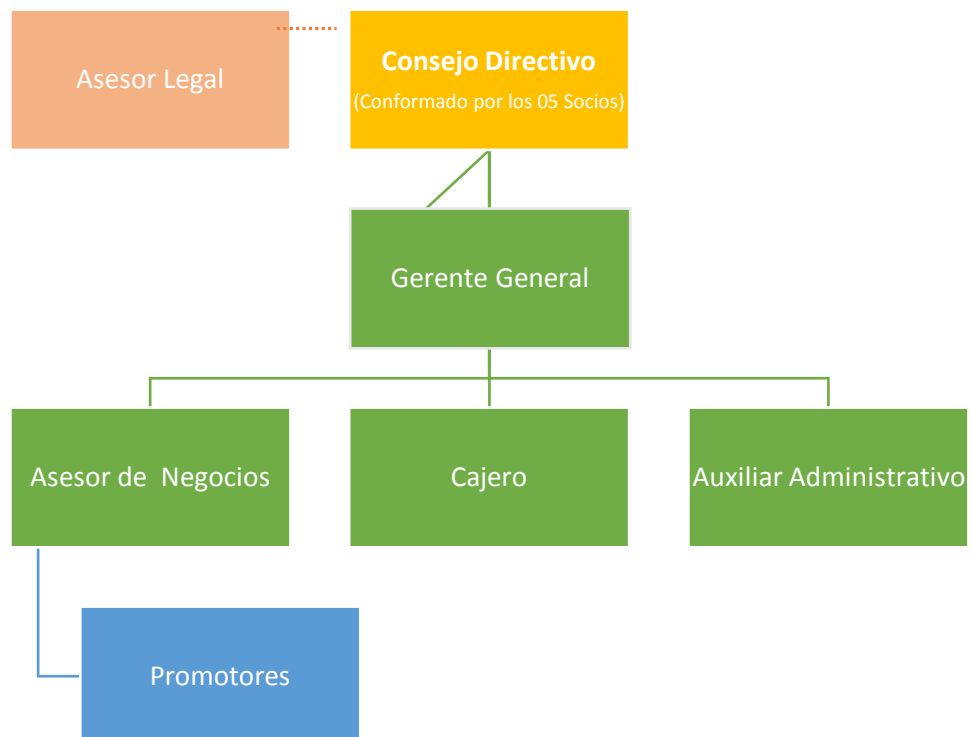 Asesor Legal
Consejo Directivo
(Conformado por los 05 Socios)
Gerente General
Asesor de  Negocios
Cajero
Auxiliar Administrativo
Promotores